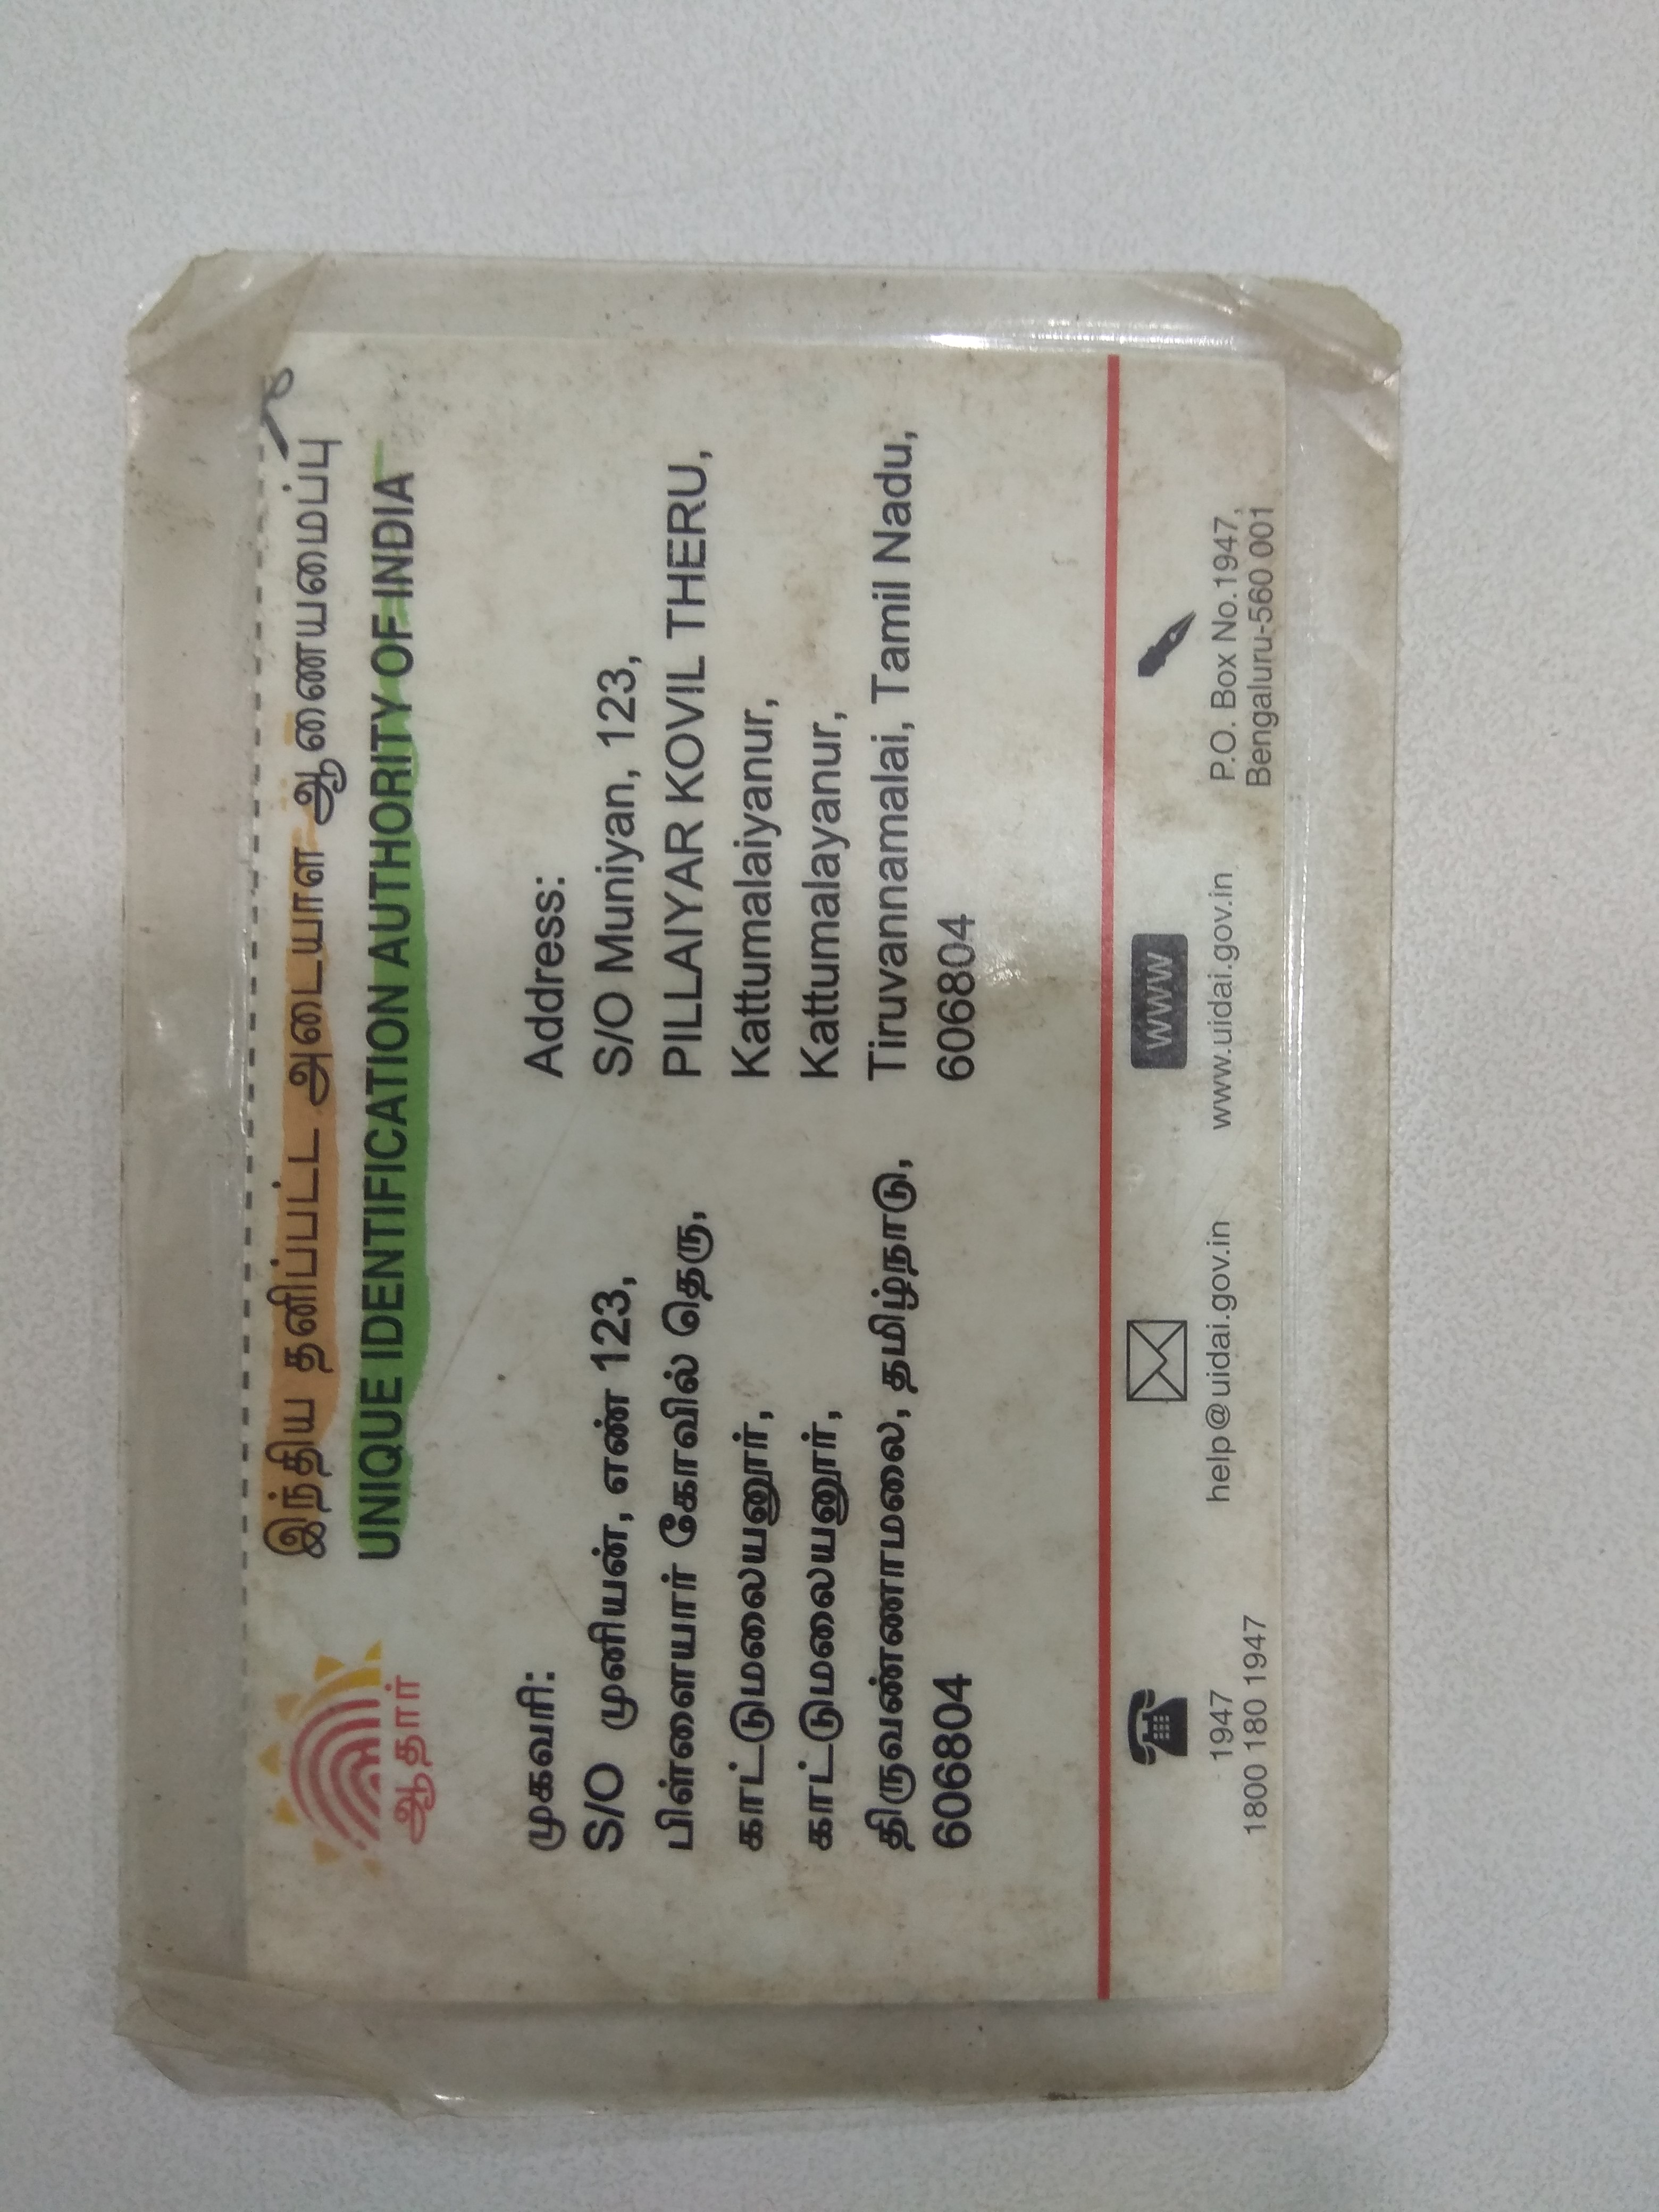 இந்திய தனிப்பட்ட அடையாள ஆணையமைப்பு
UNIQUE IDENTIFICATION AUTHORITY OF INDIA
ஆதார்
முகவரி:
S/O முனியன், எண் 123,
பிள்ளையார் கோவில் தெரு,
காட்டுமலையனூர்,
காட்டுமலையனூர்,
திருவண்ணாமலை, தமிழ்நாடு,
606804
Address:
S/O Muniyan, 123,
PILLAIYAR KOVIL THERU,
Kattumalaiyanur,
Kattumalayanur,
Tiruvannamalai, Tamil Nadu,
606804
1947
1800 180 1947
help@uidai.gov.in
www
www.uidai.gov.in
P.O. Box No.1947,
Bengaluru-560 001